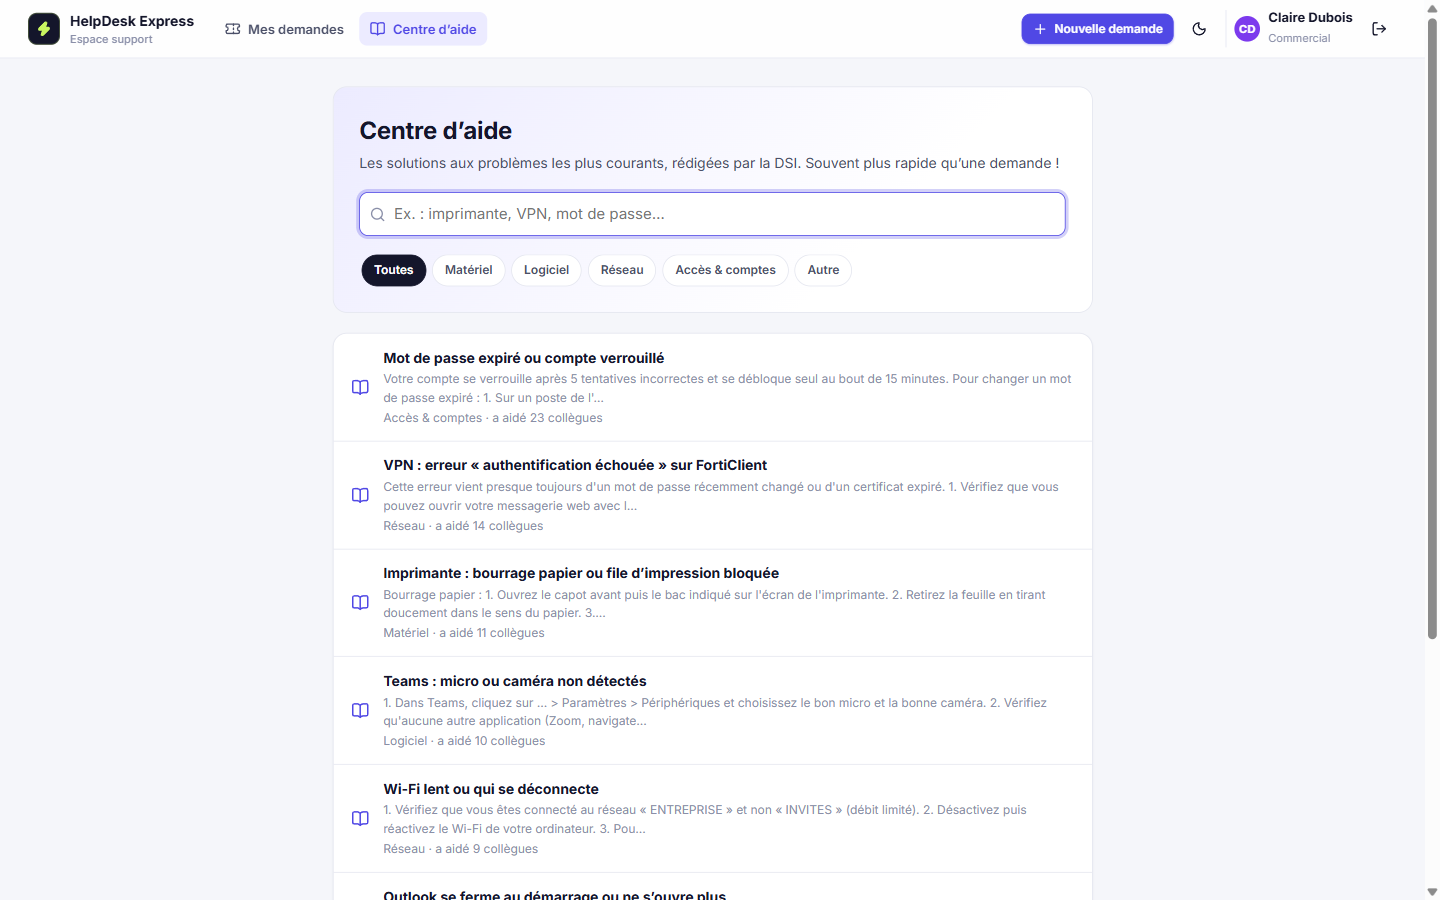 HelpDesk Express
Espace support
Mes demandes
Centre d’aide
Nouvelle demande
CD
Claire Dubois
Commercial
Centre d’aide
Les solutions aux problèmes les plus courants, rédigées par la DSI. Souvent plus rapide qu’une demande !
Ex. : imprimante, VPN, mot de passe…
Toutes
Matériel
Logiciel
Réseau
Accès & comptes
Autre
Mot de passe expiré ou compte verrouillé
Votre compte se verrouille après 5 tentatives incorrectes et se débloque seul au bout de 15 minutes. Pour changer un mot
de passe expiré : 1. Sur un poste de l'…
Accès & comptes · a aidé 23 collègues
VPN : erreur « authentification échouée » sur FortiClient
Cette erreur vient presque toujours d'un mot de passe récemment changé ou d'un certificat expiré. 1. Vérifiez que vous
pouvez ouvrir votre messagerie web avec l…
Réseau · a aidé 14 collègues
Imprimante : bourrage papier ou file d’impression bloquée
Bourrage papier : 1. Ouvrez le capot avant puis le bac indiqué sur l'écran de l'imprimante. 2. Retirez la feuille en tirant
doucement dans le sens du papier. 3.…
Matériel · a aidé 11 collègues
Teams : micro ou caméra non détectés
1. Dans Teams, cliquez sur … > Paramètres > Périphériques et choisissez le bon micro et la bonne caméra. 2. Vérifiez
qu'aucune autre application (Zoom, navigate…
Logiciel · a aidé 10 collègues
Wi-Fi lent ou qui se déconnecte
1. Vérifiez que vous êtes connecté au réseau « ENTREPRISE » et non « INVITES » (débit limité). 2. Désactivez puis
réactivez le Wi-Fi de votre ordinateur. 3. Pou…
Réseau · a aidé 9 collègues
Outlook se ferme au démarrage ou ne s’ouvre plus